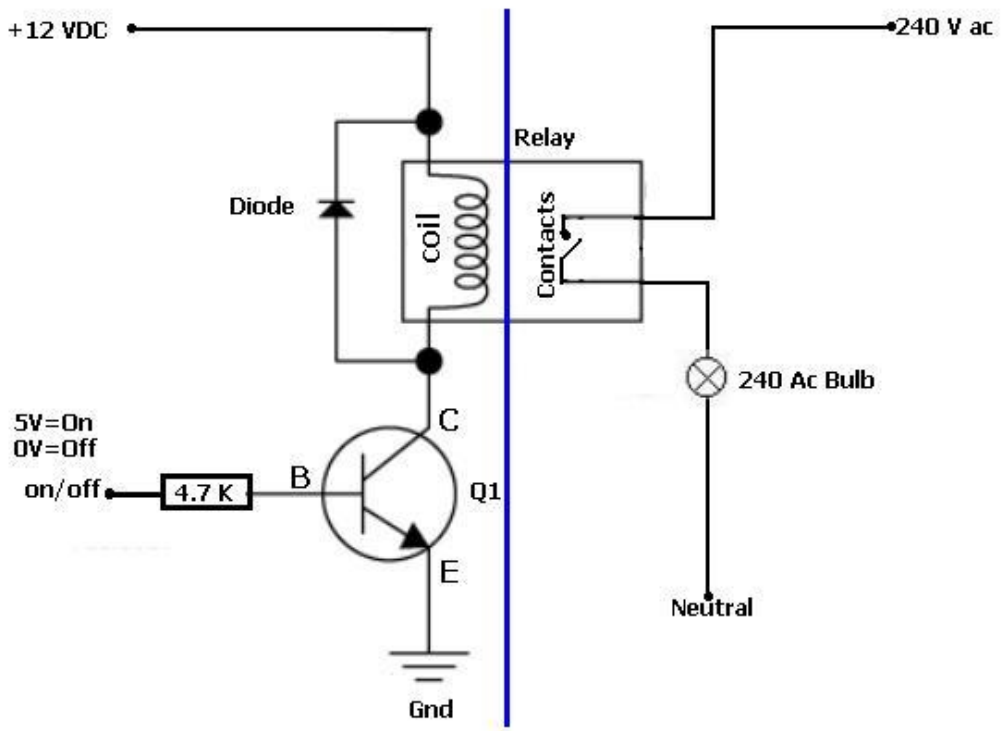 +12 VDC
240 V ac
Relay
Diode
coil
Contacts
240 Ac Bulb
5V=On
0V=Off
on/off
4.7 K
B
C
Q1
E
Neutral
Gnd